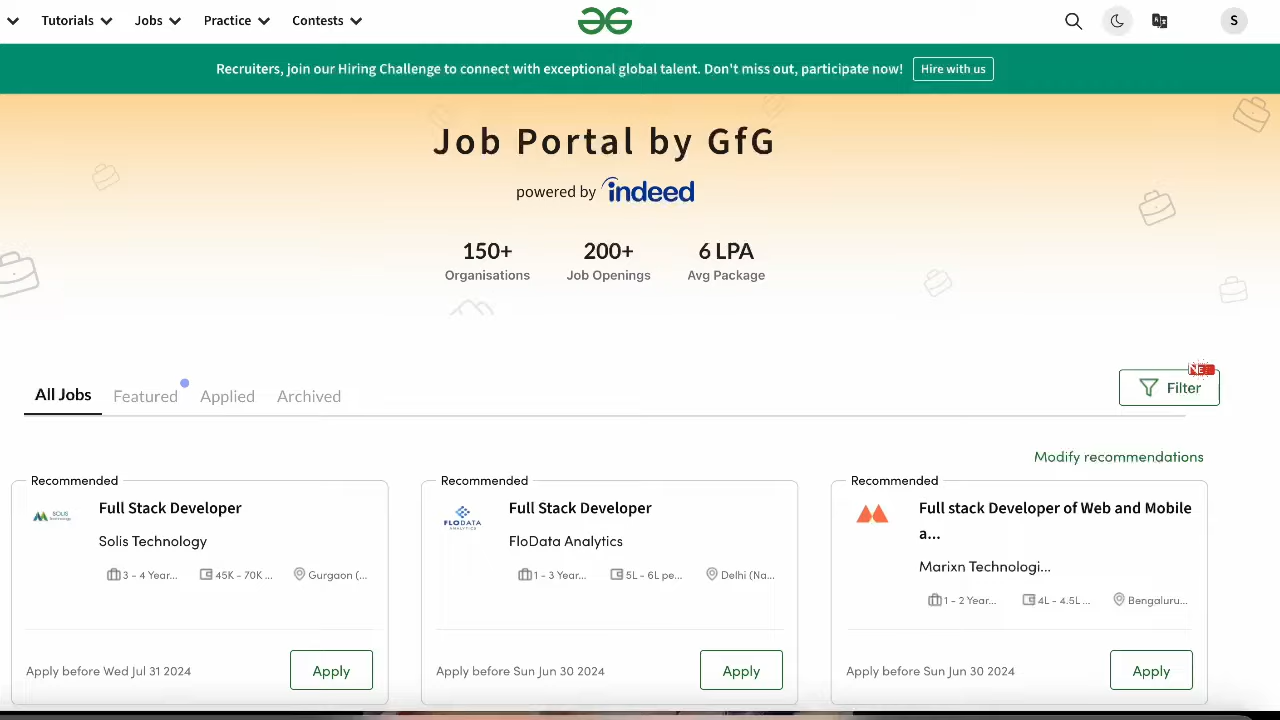 Tutorials Jobs Practice Contests S
Recruiters, join our Hiring Challenge to connect with exceptional global talent. Don't miss out, participate now! Hire with us
Job Portal by GfG
powered by indeed
150+ 200+ 6 LPA
Organisations Job Openings Avg Package
All Jobs Featured Applied Archived Filter
Modify recommendations
Recommended
Full Stack Developer
SOLIS
Solis Technology
3 - 4 Year... 45K - 70K ... Gurgaon (...
Apply before Wed Jul 31 2024 Apply
Recommended
Full Stack Developer
FLODATA
ANALYTICS
FloData Analytics
1 - 3 Year... 5L - 6L pe... Delhi (Na...
Apply before Sun Jun 30 2024 Apply
Recommended
Full stack Developer of Web and Mobile
a...
Marixn Technologi...
1 - 2 Year... 4L - 4.5L ... Bengaluru...
Apply before Sun Jun 30 2024 Apply